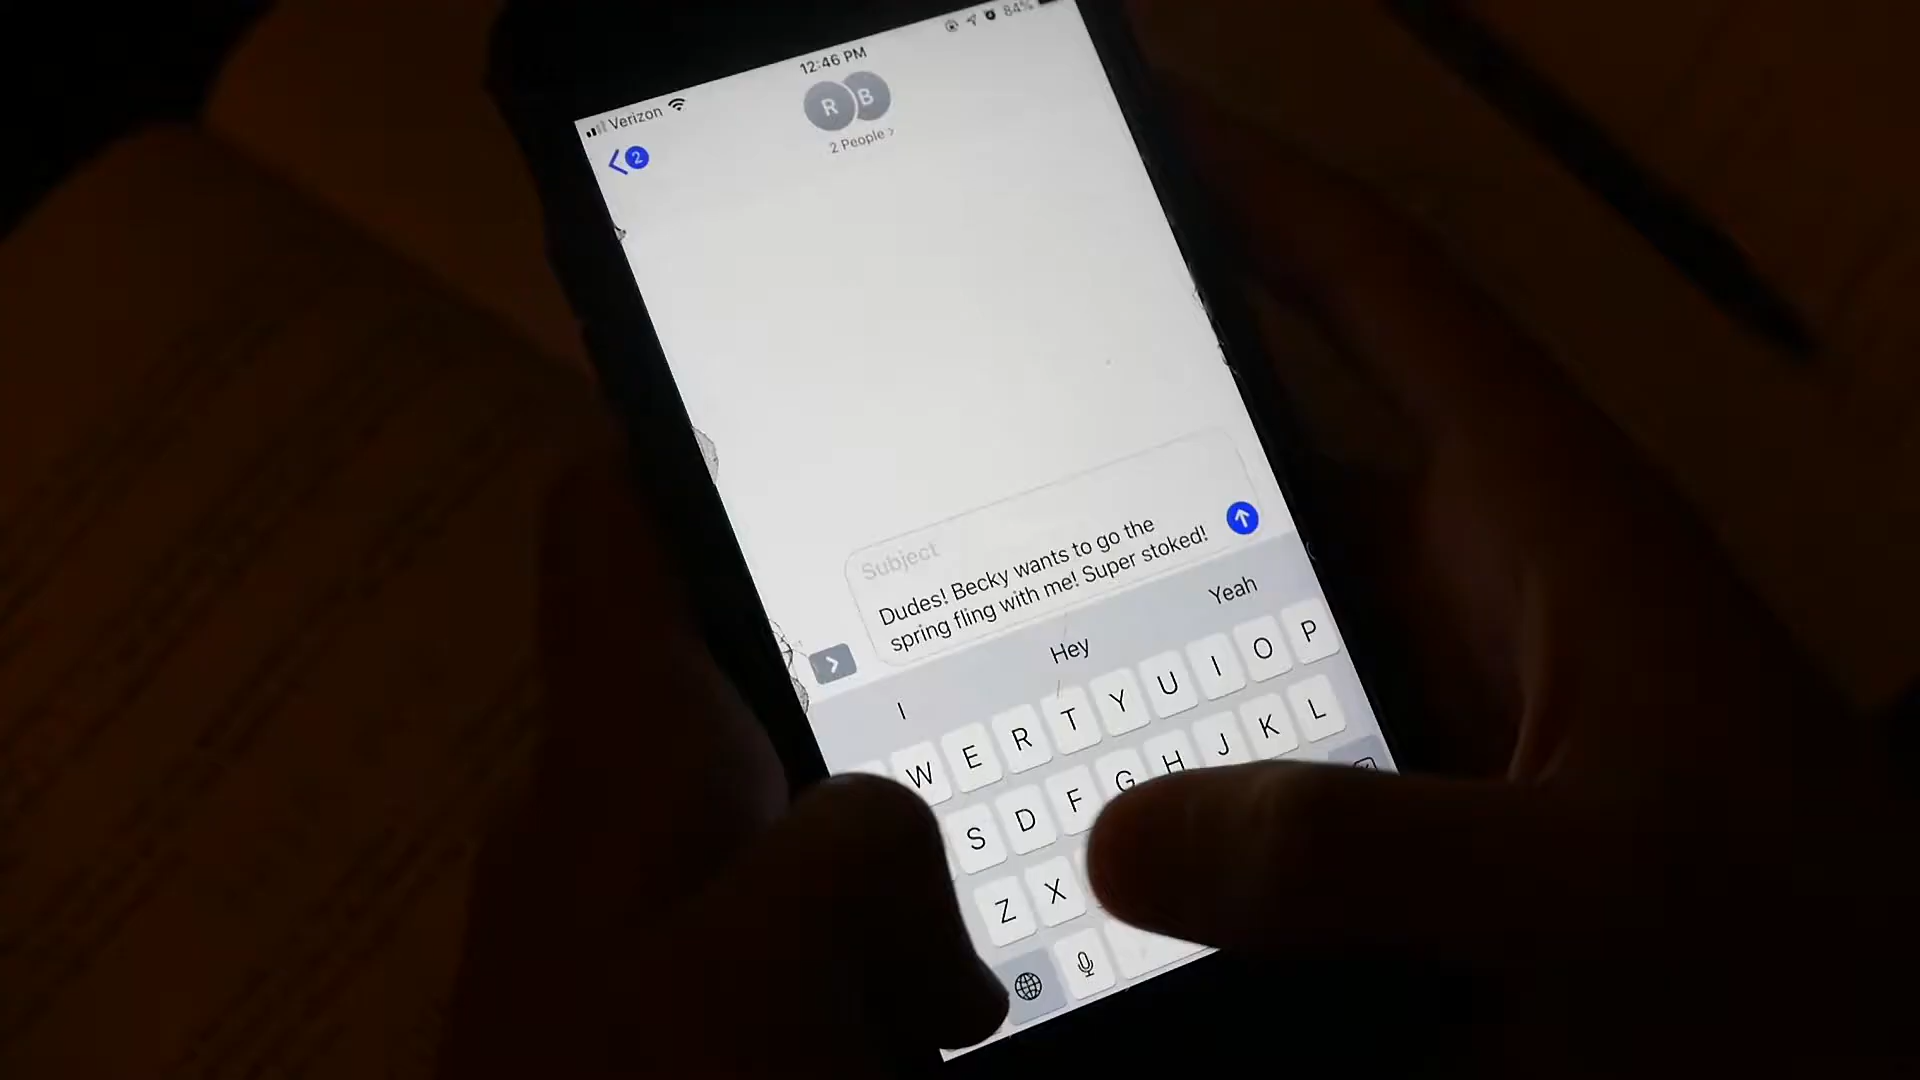 84%
12:46 PM
Verizon
R B
2 People >
2
Subject
Dudes! Becky wants to go the
spring fling with me! Super stoked!
I Hey Yeah
W E R T Y U I O P
S D F G H J K L
Z X